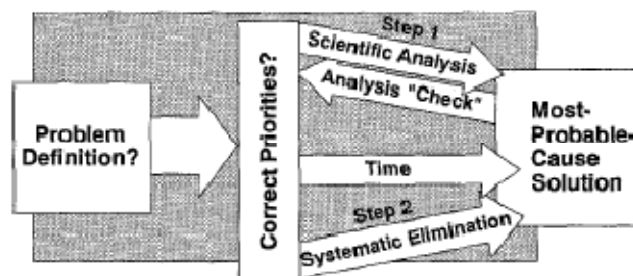 Problem
Definition?
Correct Priorities?
Step 1
Scientific Analysis
Analysis "Check"
Time
Step 2
Systematic Elimination
Most-
Probable-
Cause
Solution